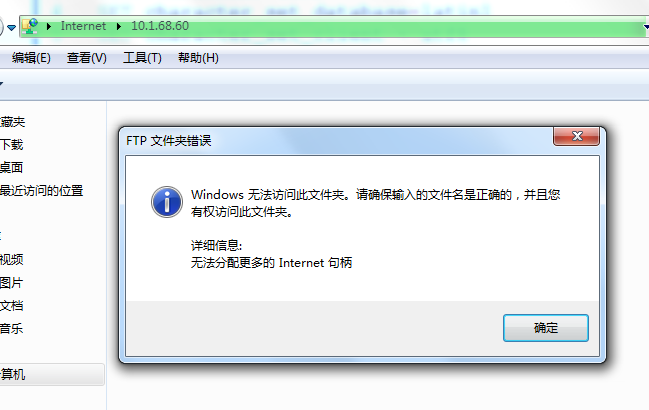 Internet ▸ 10.1.68.60
编辑(E) 查看(V) 工具(T) 帮助(H)
藏夹
下载
桌面
最近访问的位置
视频
图片
文档
音乐
算机
FTP 文件夹错误
Windows 无法访问此文件夹。请确保输入的文件名是正确的，并且您
有权访问此文件夹。
详细信息:
无法分配更多的 Internet 句柄
确定